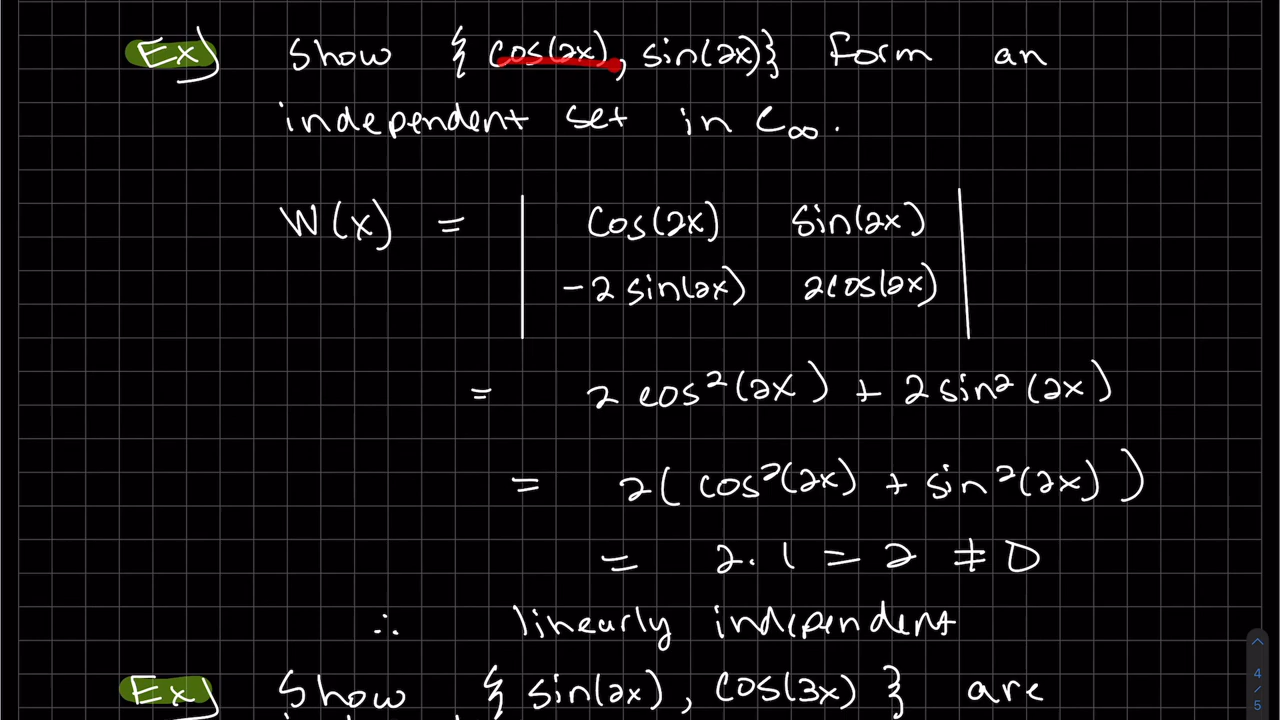 Ex) Show { cos(2x), sin(2x)} form an
independent set in C∞.
W(x) = | cos(2x) sin(2x) |
| -2 sin(2x) 2cos(2x) |
= 2 cos²(2x) + 2 sin²(2x)
= 2( cos²(2x) + sin²(2x) )
= 2·1 = 2 ≠ 0
∴ linearly independent
Ex) Show { sin(2x), cos(3x) } are
4/5